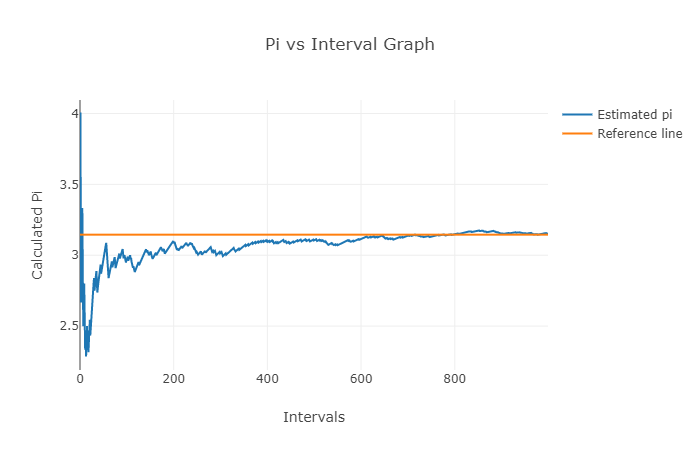 Pi vs Interval Graph
4
3.5
3
2.5
0
200
400
600
800
Calculated Pi
Intervals
Estimated pi
Reference line